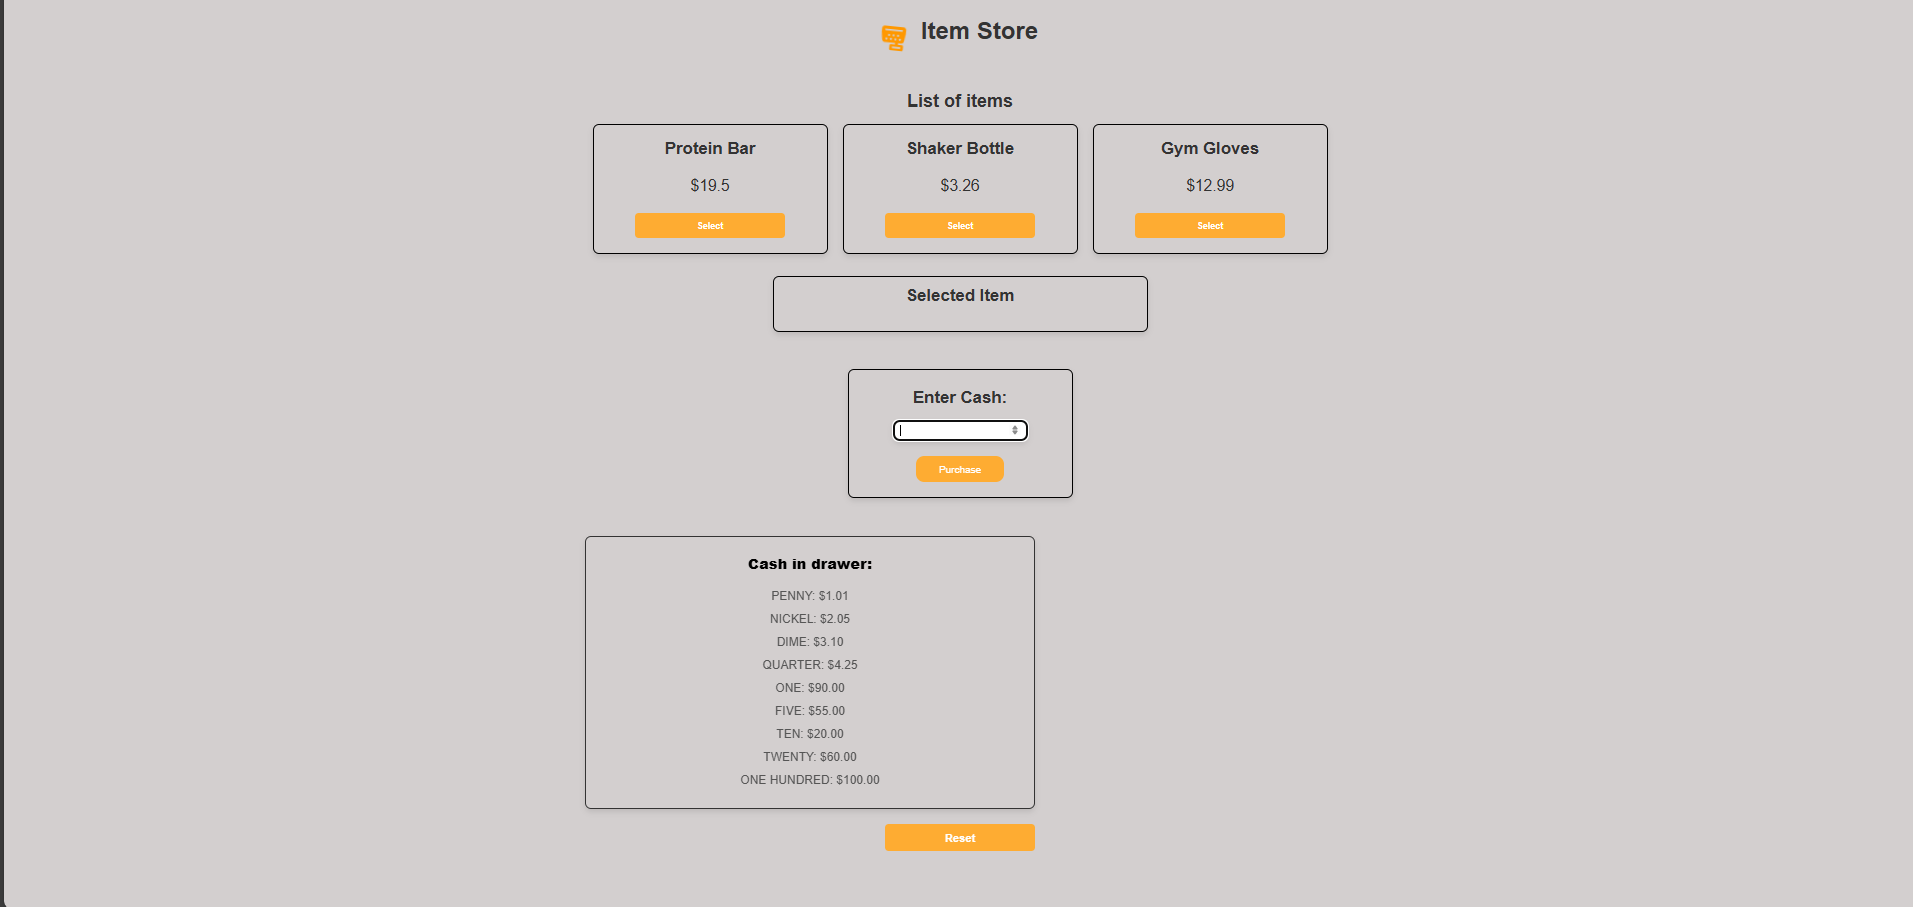 Item Store
List of items
Protein Bar
$19.5
Select
Shaker Bottle
$3.26
Select
Gym Gloves
$12.99
Select
Selected Item
Enter Cash:
Purchase
Cash in drawer:
PENNY: $1.01
NICKEL: $2.05
DIME: $3.10
QUARTER: $4.25
ONE: $90.00
FIVE: $55.00
TEN: $20.00
TWENTY: $60.00
ONE HUNDRED: $100.00
Reset